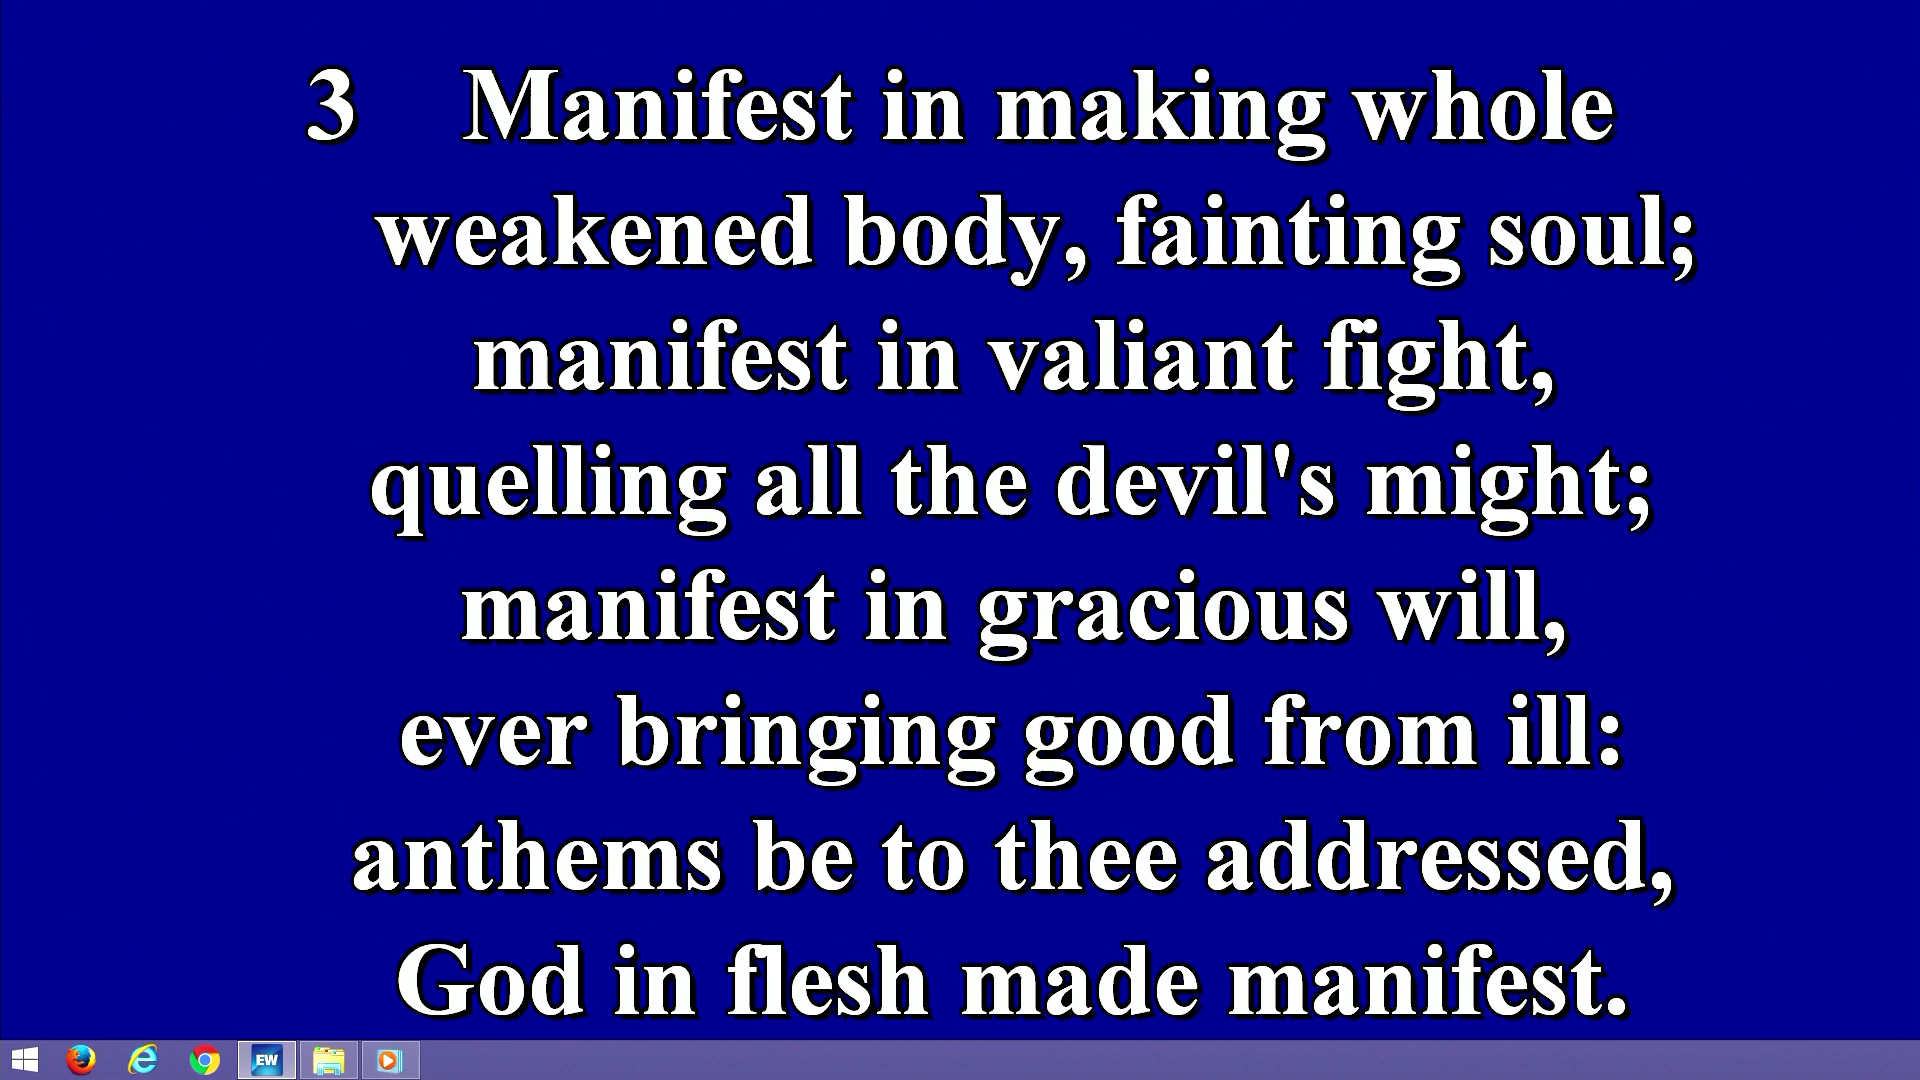 3 Manifest in making whole
weakened body, fainting soul;
manifest in valiant fight,
quelling all the devil's might;
manifest in gracious will,
ever bringing good from ill:
anthems be to thee addressed,
God in flesh made manifest.
EW